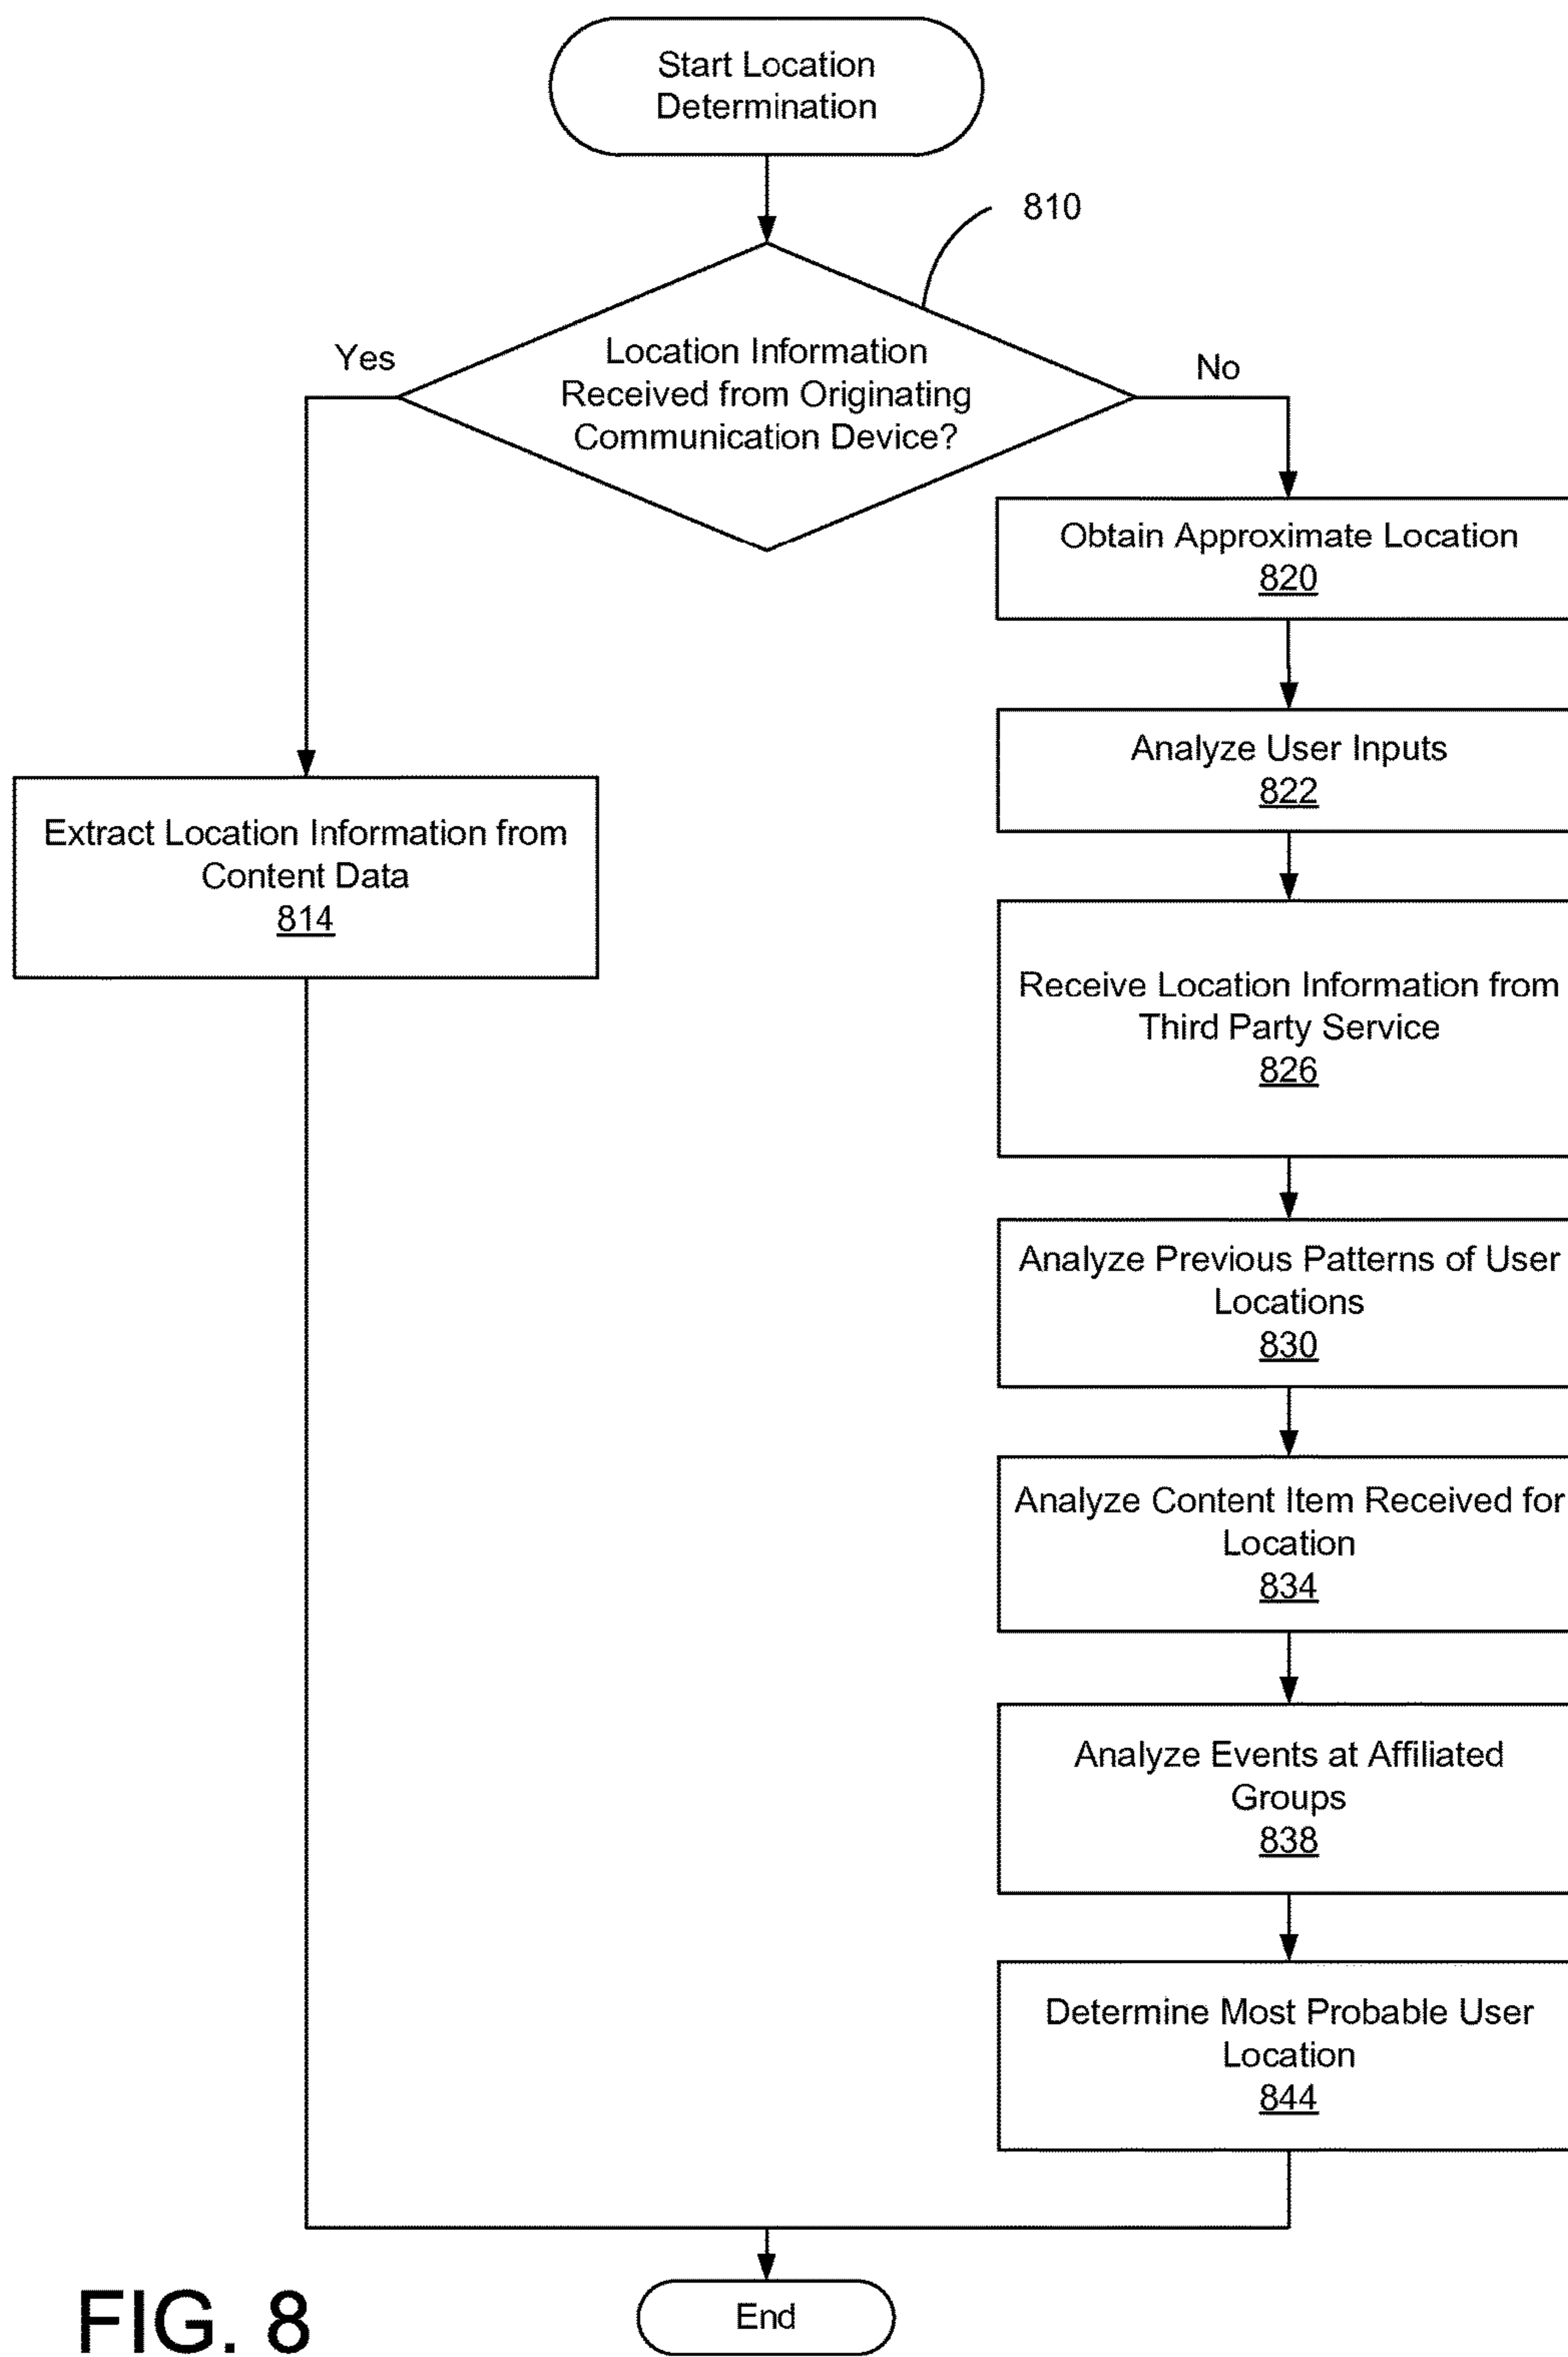 Start Location
Determination
810
Yes
Location Information
Received from Originating
Communication Device?
No
Obtain Approximate Location
820
Analyze User Inputs
822
Extract Location Information from
Content Data
814
Receive Location Information from
Third Party Service
826
Analyze Previous Patterns of User
Locations
830
Analyze Content Item Received for
Location
834
Analyze Events at Affiliated
Groups
838
Determine Most Probable User
Location
844
End
FIG. 8